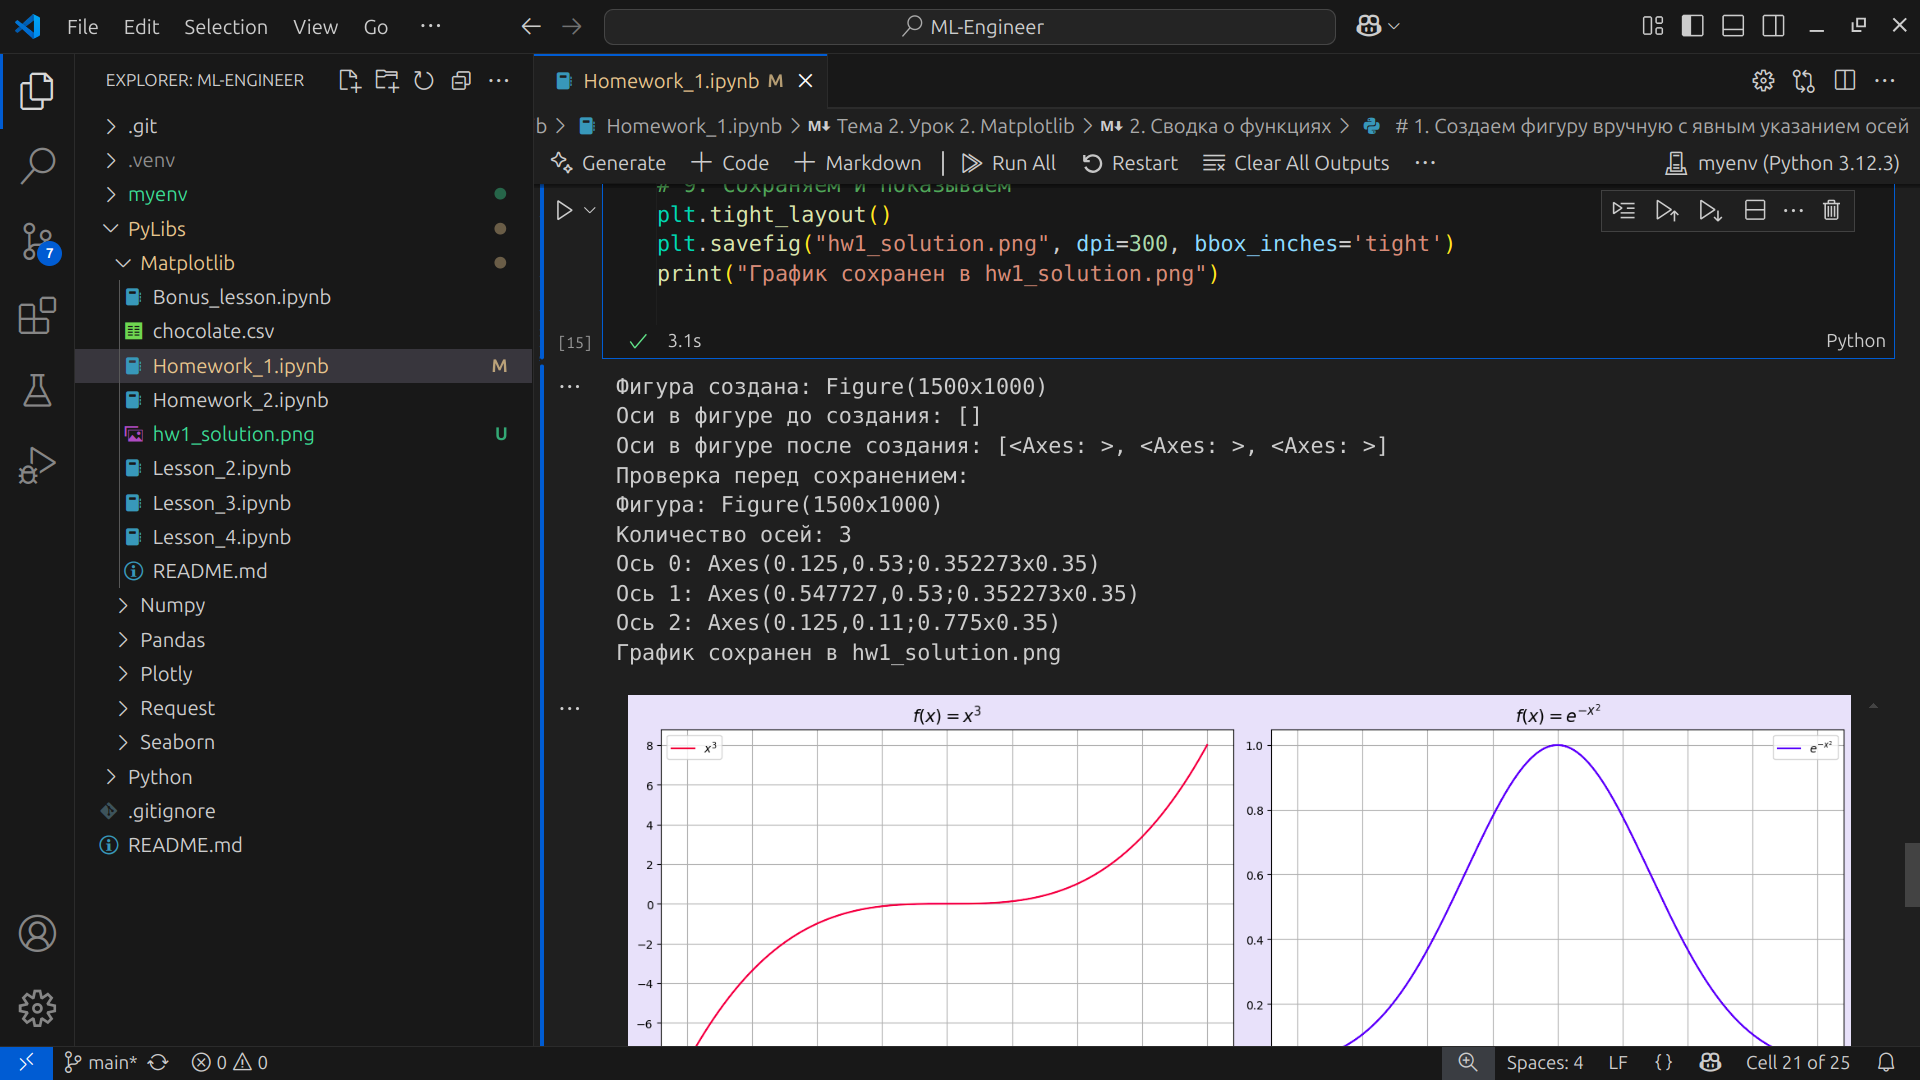 File Edit Selection View Go ···
ML-Engineer
EXPLORER: ML-ENGINEER
.git
.venv
myenv
PyLibs
Matplotlib
Bonus_lesson.ipynb
chocolate.csv
Homework_1.ipynb M
Homework_2.ipynb
hw1_solution.png U
Lesson_2.ipynb
Lesson_3.ipynb
Lesson_4.ipynb
README.md
Numpy
Pandas
Plotly
Request
Seaborn
Python
.gitignore
README.md
7
Homework_1.ipynb M
b > Homework_1.ipynb > M↓ Тема 2. Урок 2. Matplotlib > M↓ 2. Сводка о функциях > # 1. Создаем фигуру вручную с явным указанием осей
Generate + Code + Markdown | Run All Restart Clear All Outputs ··· myenv (Python 3.12.3)
# 9. Сохраняем и показываем
plt.tight_layout()
plt.savefig("hw1_solution.png", dpi=300, bbox_inches='tight')
print("График сохранен в hw1_solution.png")
[15] ✓ 3.1s Python
Фигура создана: Figure(1500x1000)
Оси в фигуре до создания: []
Оси в фигуре после создания: [<Axes: >, <Axes: >, <Axes: >]
Проверка перед сохранением:
Фигура: Figure(1500x1000)
Количество осей: 3
Ось 0: Axes(0.125,0.53;0.352273x0.35)
Ось 1: Axes(0.547727,0.53;0.352273x0.35)
Ось 2: Axes(0.125,0.11;0.775x0.35)
График сохранен в hw1_solution.png
f(x) = x³
x³
8
6
4
2
0
−2
−4
−6
f(x) = e^{−x²}
e^{−x²}
1.0
0.8
0.6
0.4
0.2
main* 0 0 Spaces: 4 LF {} Cell 21 of 25